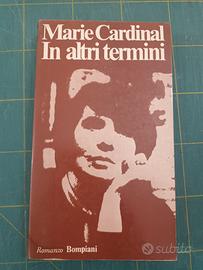 Marie Cardinal
In altri termini
Romanzo Bompiani
subito